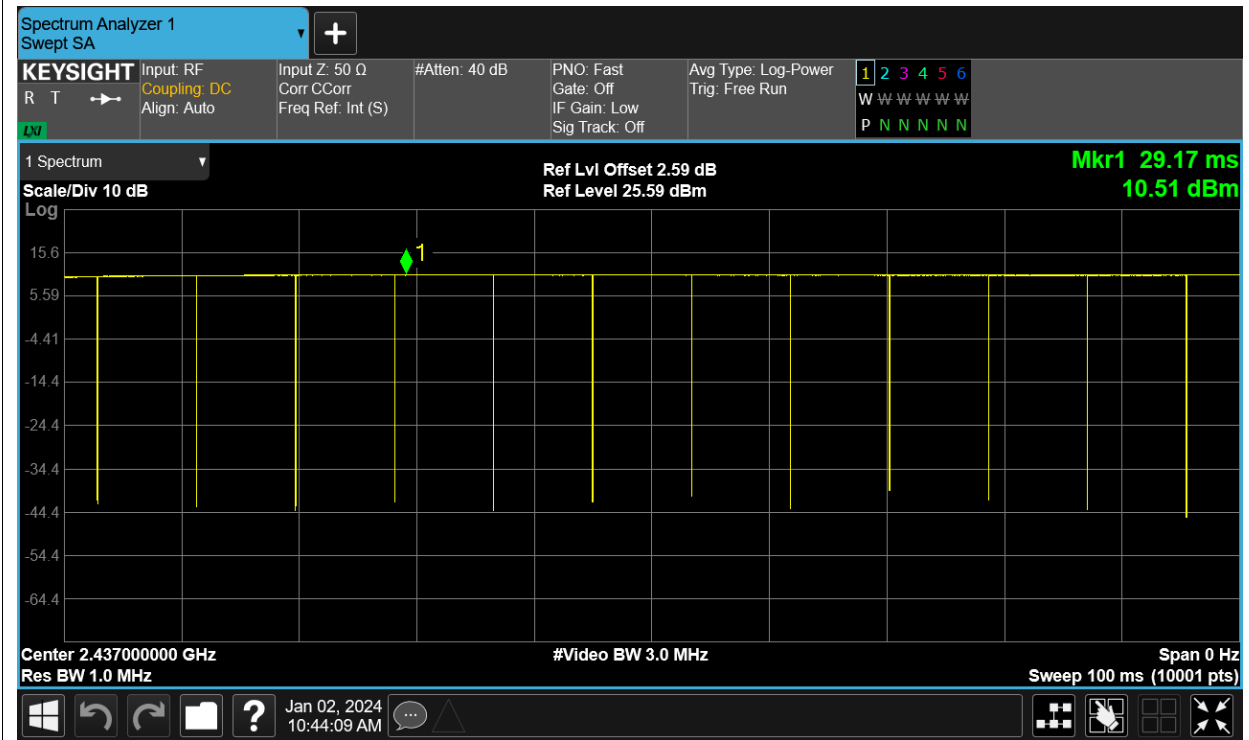 Spectrum Analyzer 1
Swept SA
KEYSIGHT
R T
LXI
Input: RF
Coupling: DC
Align: Auto
Input Z: 50 Ω
Corr CCorr
Freq Ref: Int (S)
#Atten: 40 dB
PNO: Fast
Gate: Off
IF Gain: Low
Sig Track: Off
Avg Type: Log-Power
Trig: Free Run
1 2 3 4 5 6
W W W W W W
P N N N N N
1 Spectrum
Scale/Div 10 dB
Log
Ref Lvl Offset 2.59 dB
Ref Level 25.59 dBm
Mkr1 29.17 ms
10.51 dBm
1
15.6
5.59
-4.41
-14.4
-24.4
-34.4
-44.4
-54.4
-64.4
Center 2.437000000 GHz
#Video BW 3.0 MHz
Span 0 Hz
Res BW 1.0 MHz
Sweep 100 ms (10001 pts)
?
Jan 02, 2024
10:44:09 AM